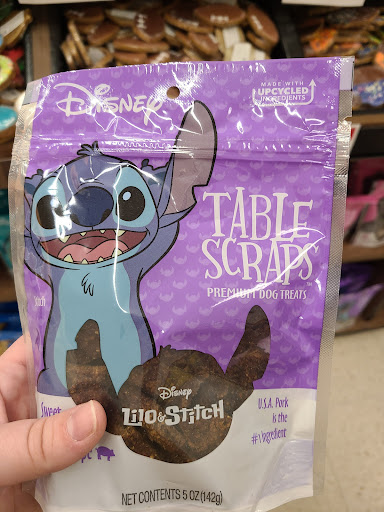 Disney
MADE WITH
UPCYCLED
INGREDIENTS
TABLE
SCRAPS
PREMIUM DOG TREATS
Disney
LILO & STITCH
U.S.A. Pork
is the
#1 Ingredient
NET CONTENTS 5 OZ (142g)